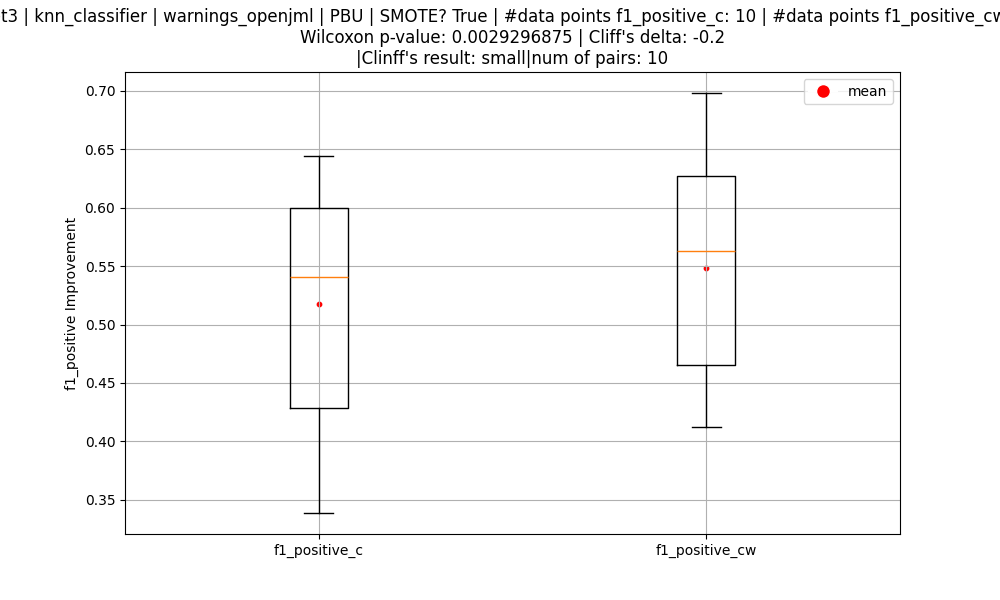 t3 | knn_classifier | warnings_openjml | PBU | SMOTE? True | #data points f1_positive_c: 10 | #data points f1_positive_cw
Wilcoxon p-value: 0.0029296875 | Cliff's delta: -0.2
|Clinff's result: small|num of pairs: 10
mean
0.70
0.65
0.60
0.55
0.50
0.45
0.40
0.35
f1_positive Improvement
f1_positive_c
f1_positive_cw